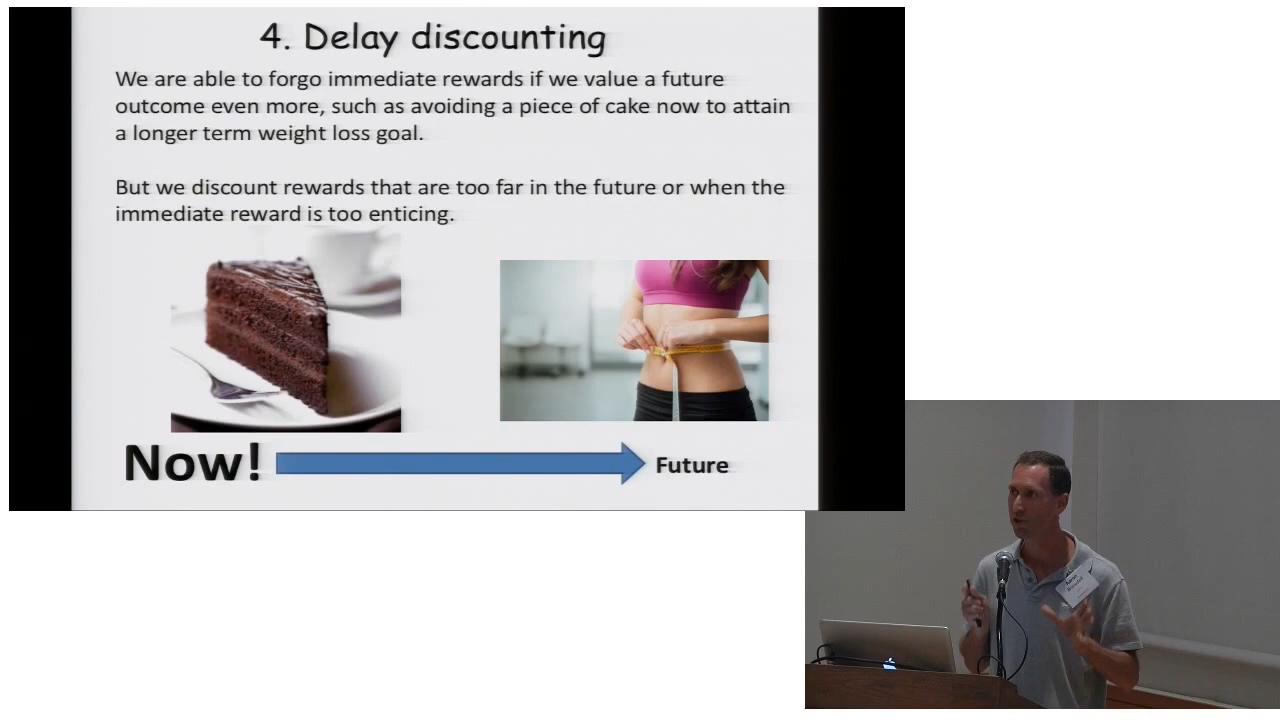 4. Delay discounting
We are able to forgo immediate rewards if we value a future
outcome even more, such as avoiding a piece of cake now to attain
a longer term weight loss goal.
But we discount rewards that are too far in the future or when the
immediate reward is too enticing.
Now!
Future
Aaron